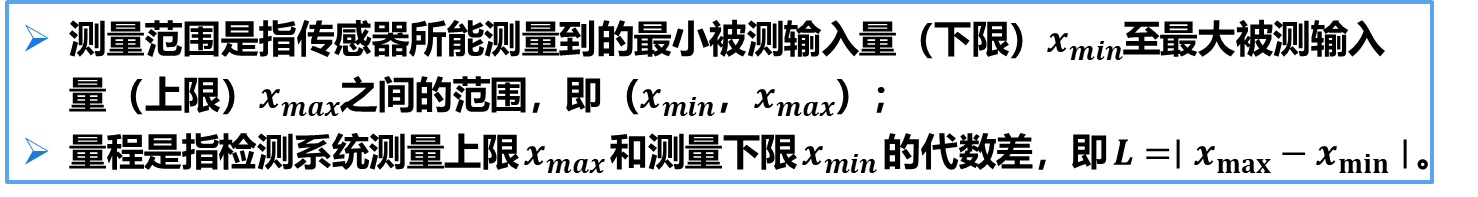 ➢ 测量范围是指传感器所能测量到的最小被测输入量（下限）x_min至最大被测输入
量（上限）x_max之间的范围，即（x_min，x_max）；
➢ 量程是指检测系统测量上限x_max和测量下限x_min的代数差，即L =| x_max − x_min |。